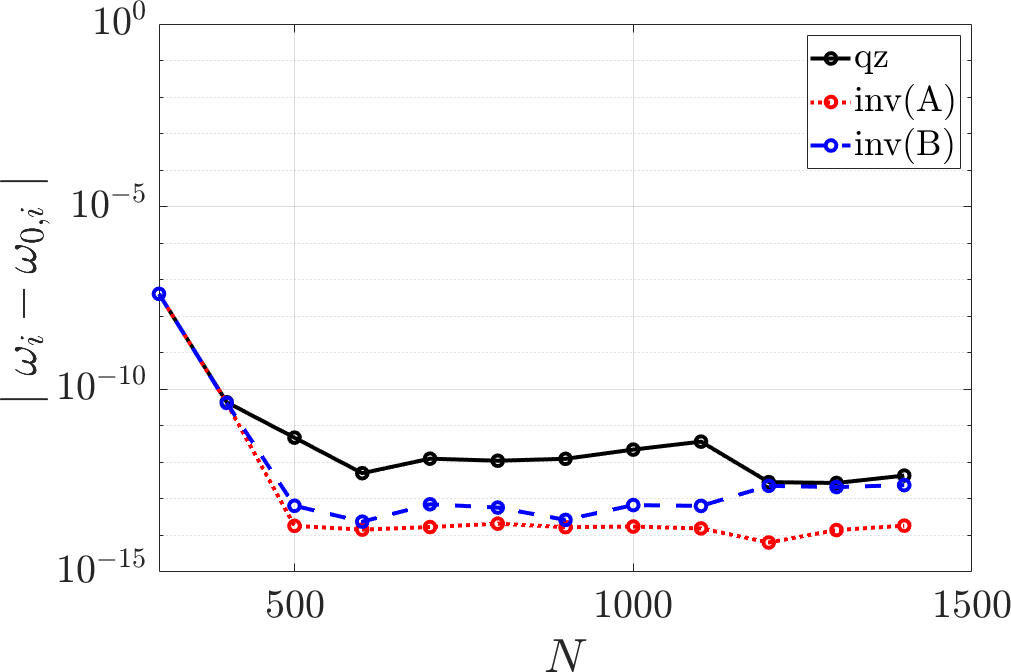 10^0
10^{-5}
10^{-10}
10^{-15}
| ω_i − ω_{0,i} |
500
1000
1500
N
qz
inv(A)
inv(B)